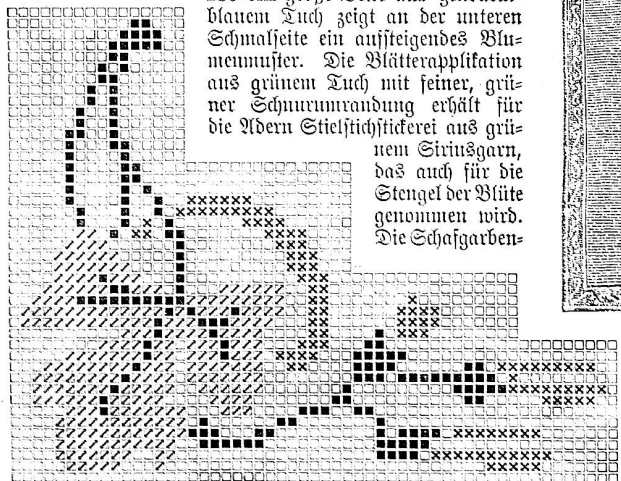 blauem Tuch zeigt an der unteren
Schmalseite ein aufsteigendes Blu-
menmuster. Die Blätterapplikation
aus grünem Tuch mit feiner, grü-
ner Schnurumrandung erhält für
die Adern Stielstichstickerei aus grü-
nem Siriusgarn,
das auch für die
Stengel der Blüte
genommen wird.
Die Schafgarben-